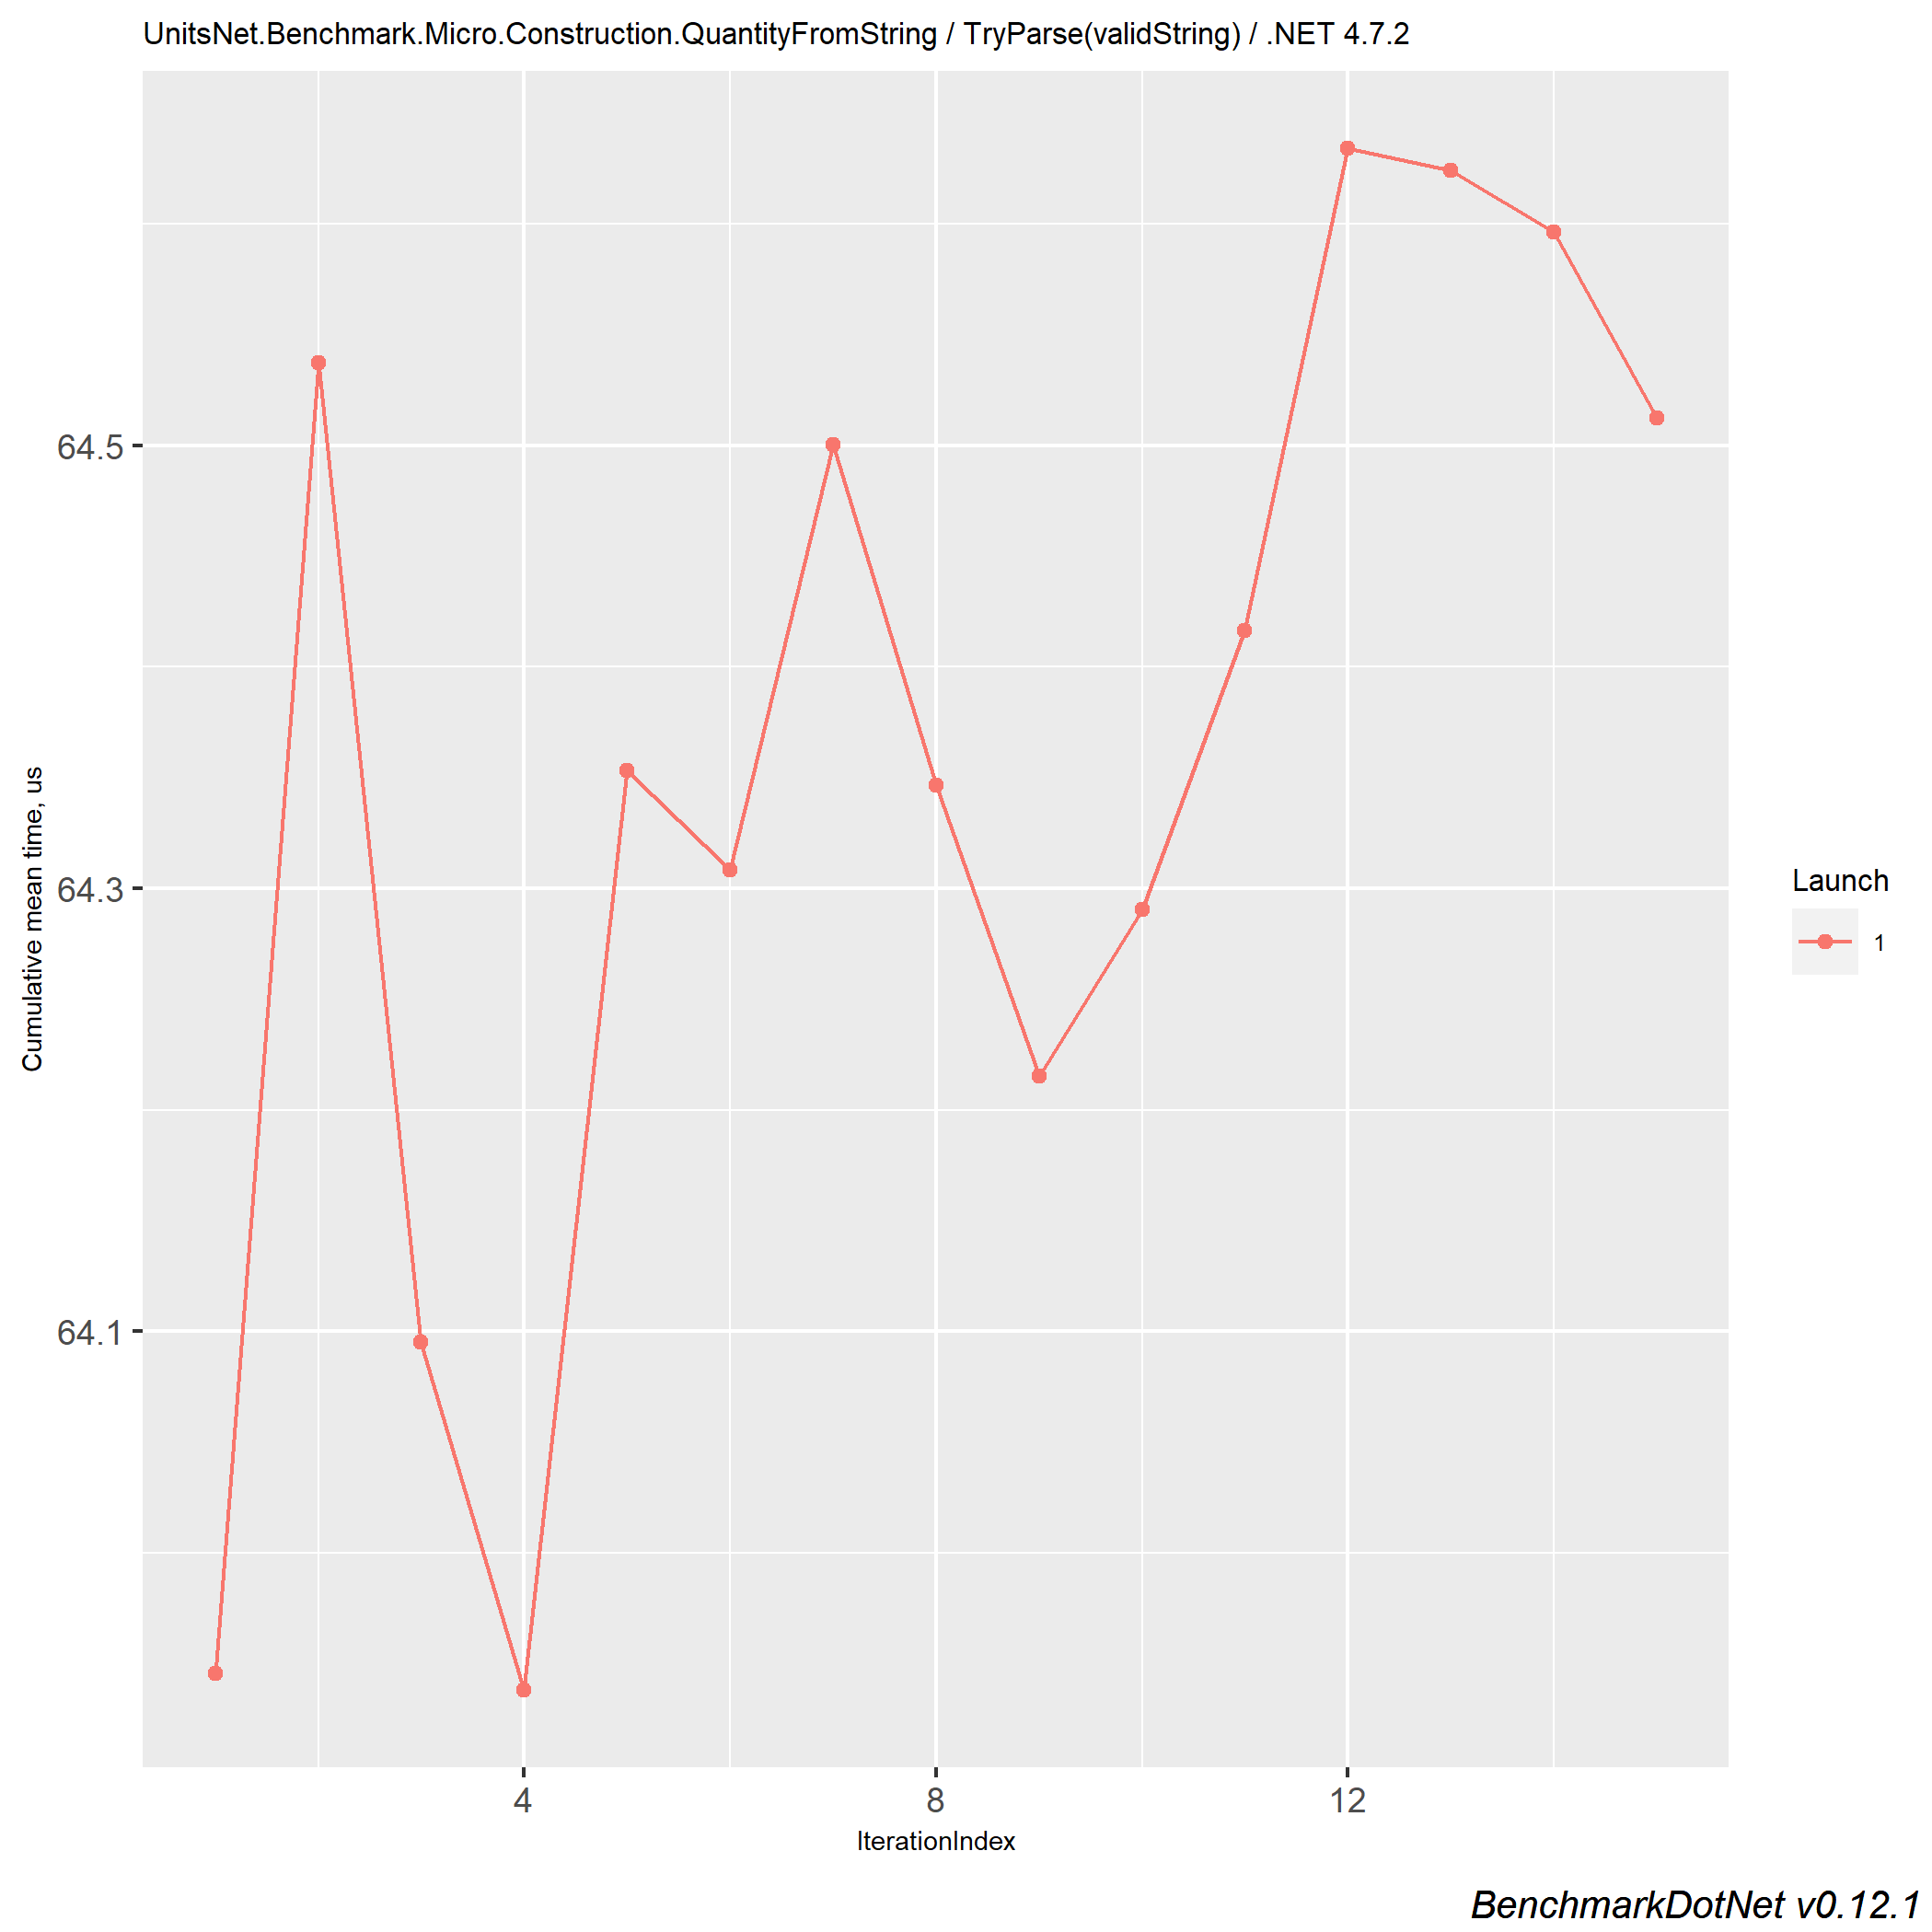 UnitsNet.Benchmark.Micro.Construction.QuantityFromString / TryParse(validString) / .NET 4.7.2
64.5
64.3
64.1
Cumulative mean time, us
4
8
12
IterationIndex
Launch
1
BenchmarkDotNet v0.12.1